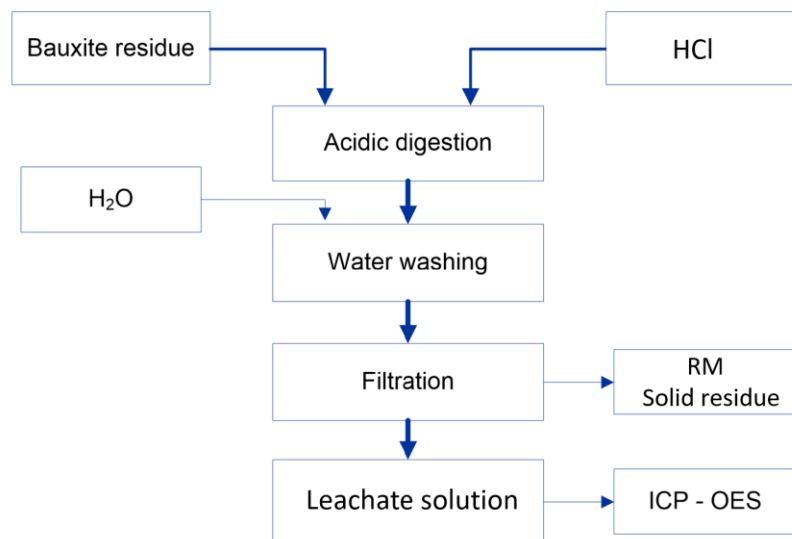 Bauxite residue
HCl
Acidic digestion
H₂O
Water washing
Filtration
RM
Solid residue
Leachate solution
ICP - OES